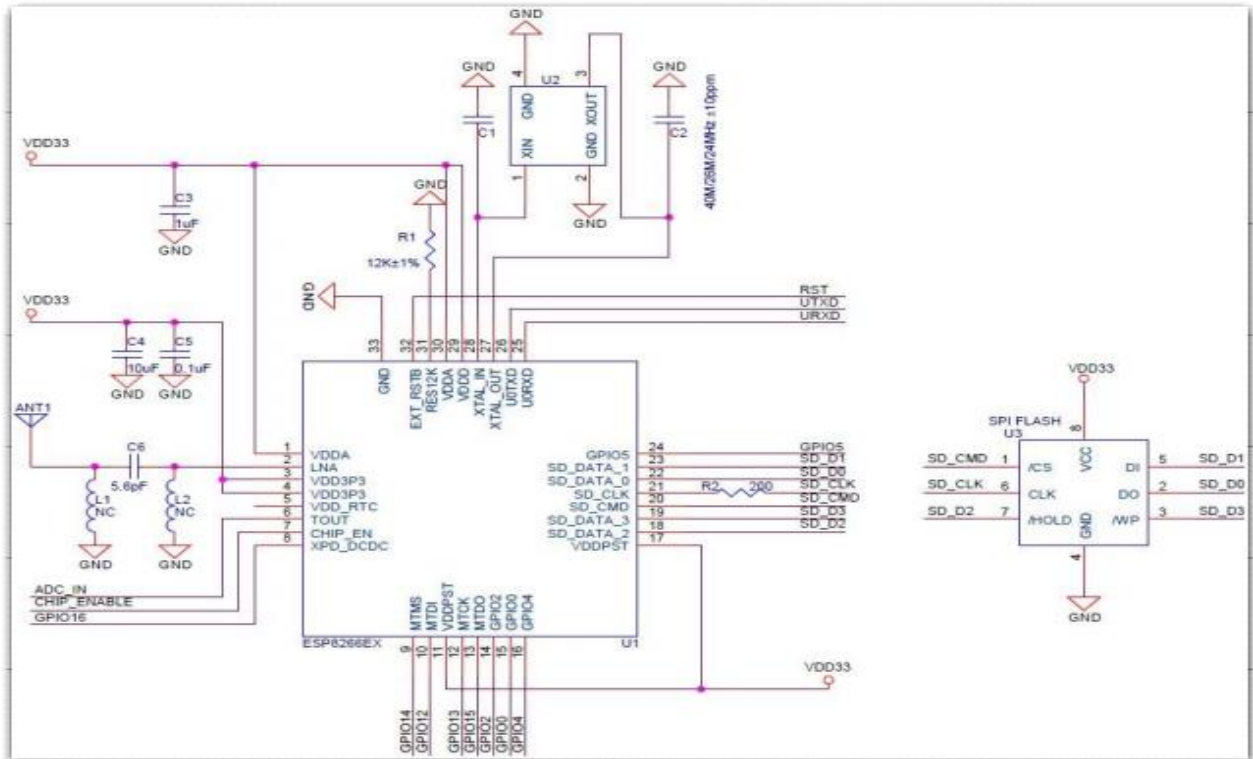 GND
GND
GND
4
3
U2
GND
XOUT
XIN
GND
1
2
GND
C1
C2
40M/26M/24MHz ±10ppm
VDD33
C3
1uF
GND
GND
R1
12K±1%
GND
RST
UTXD
URXD
VDD33
C4
10uF
GND
C5
0.1uF
GND
33
32
31
30
29
28
27
26
25
GND
EXT_RSTB
RES12K
VDDA
VDDD
XTAL_IN
XTAL_OUT
U0TXD
U0RXD
ANT1
C6
5.6pF
L1
NC
GND
L2
NC
GND
1 VDDA
2 LNA
3 VDD3P3
4 VDD3P3
5 VDD_RTC
6 TOUT
7 CHIP_EN
8 XPD_DCDC
ADC_IN
CHIP_ENABLE
GPIO16
GPIO5 24 GPIO5
SD_DATA_1 23 SD_D1
SD_DATA_0 22 SD_D0
SD_CLK 21 R2 200 SD_CLK
SD_CMD 20 SD_CMD
SD_DATA_3 19 SD_D3
SD_DATA_2 18 SD_D2
VDDPST 17
MTMS
MTDI
VDDPST
MTCK
MTDO
GPIO2
GPIO0
GPIO4
ESP8266EX
U1
9
10
11
12
13
14
15
16
GPIO14
GPIO12
GPIO13
GPIO15
GPIO2
GPIO0
GPIO4
VDD33
VDD33
SPI FLASH
U3
8
VCC
SD_CMD 1 /CS
DI 5 SD_D1
SD_CLK 6 CLK
DO 2 SD_D0
SD_D2 7 /HOLD
/WP 3 SD_D3
GND
4
GND